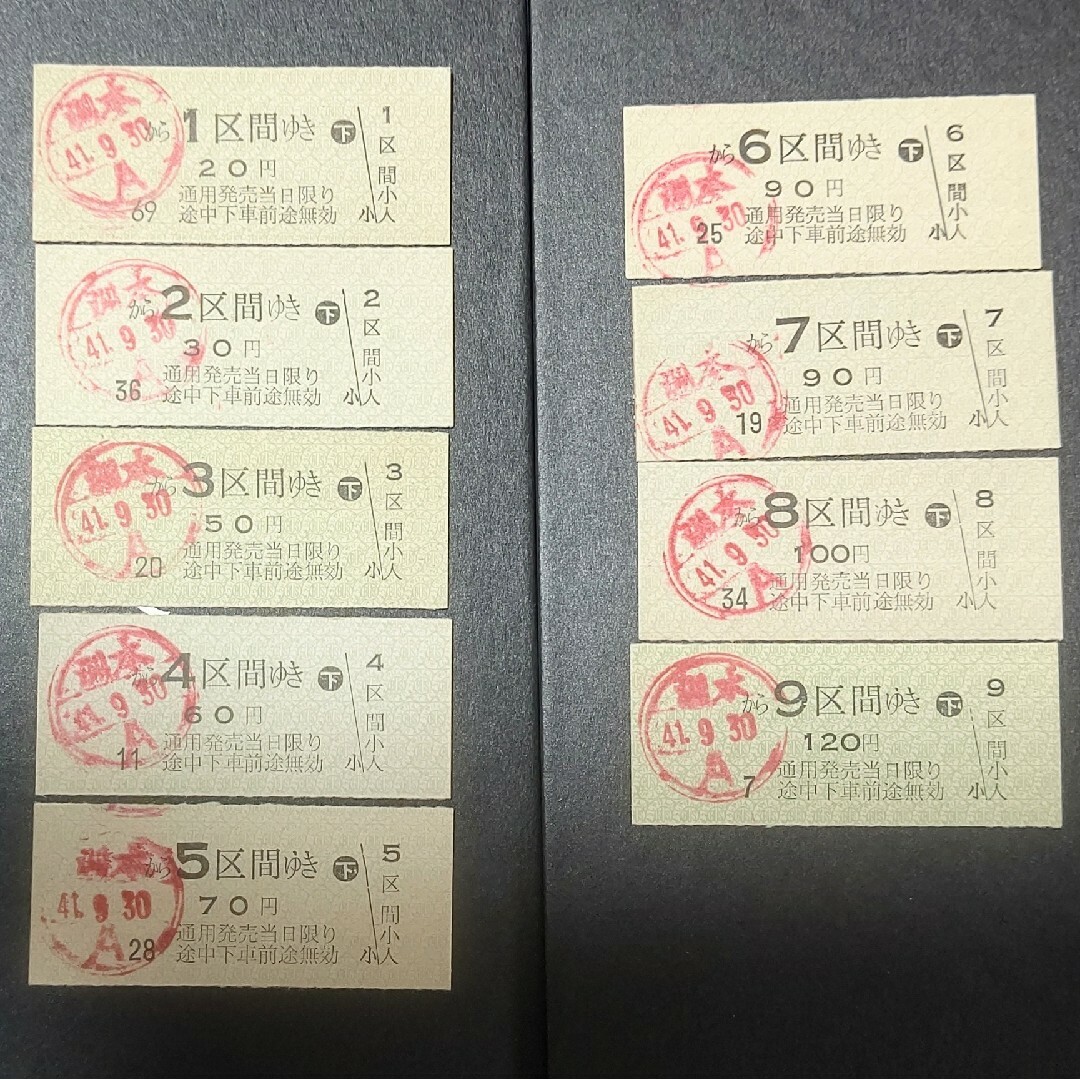 洲本
から1区間ゆき 下
41.9.30
20円
A
通用発売当日限り
69 途中下車前途無効
1区間小人
小
洲本
から2区間ゆき 下
41.9.30
30円
A
通用発売当日限り
36 途中下車前途無効
2区間小人
小
洲本
から3区間ゆき 下
41.9.30
50円
A
通用発売当日限り
20 途中下車前途無効
3区間小人
小
洲本
から4区間ゆき 下
41.9.30
60円
A
通用発売当日限り
11 途中下車前途無効
4区間小人
小
洲本
から5区間ゆき 下
41.9.30
70円
A
通用発売当日限り
28 途中下車前途無効
5区間小人
小
から6区間ゆき 下
洲本
90円
41.9.30
通用発売当日限り
25 途中下車前途無効
A
6区間小人
小
から7区間ゆき 下
洲本
90円
41.9.30
通用発売当日限り
19 途中下車前途無効
A
7区間小人
小
から8区間ゆき 下
洲本
100円
41.9.30
A
通用発売当日限り
34 途中下車前途無効
8区間小人
小
洲本
から9区間ゆき 下
41.9.30
120円
A
通用発売当日限り
7 途中下車前途無効
9区間小人
小